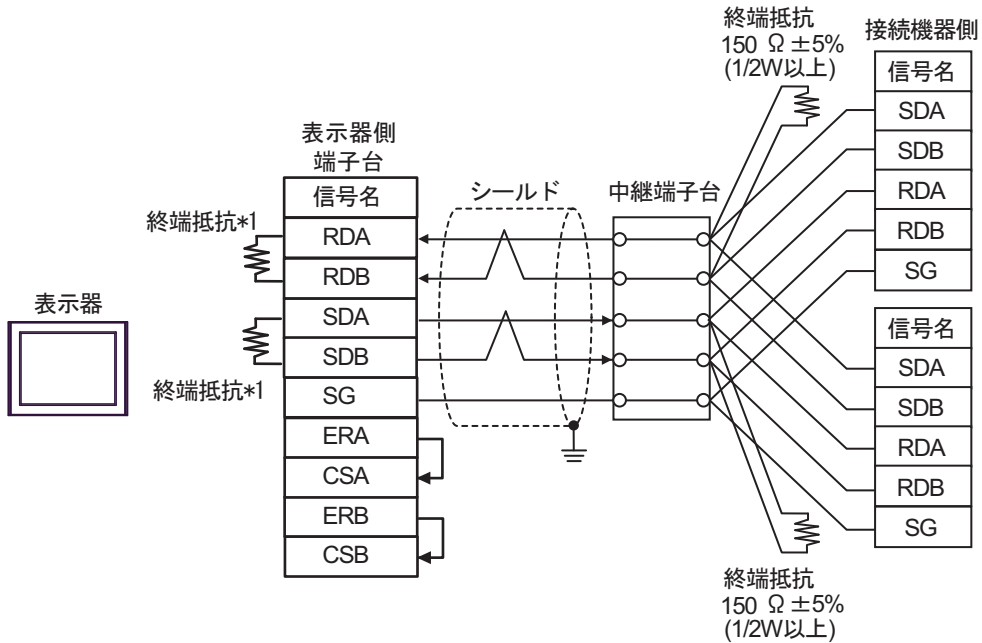 終端抵抗
150 Ω ±5%
(1/2W以上)
接続機器側
信号名
SDA
SDB
RDA
RDB
SG
表示器側
端子台
信号名
RDA
RDB
SDA
SDB
SG
ERA
CSA
ERB
CSB
シールド
中継端子台
終端抵抗*1
終端抵抗*1
表示器
信号名
SDA
SDB
RDA
RDB
SG
終端抵抗
150 Ω ±5%
(1/2W以上)